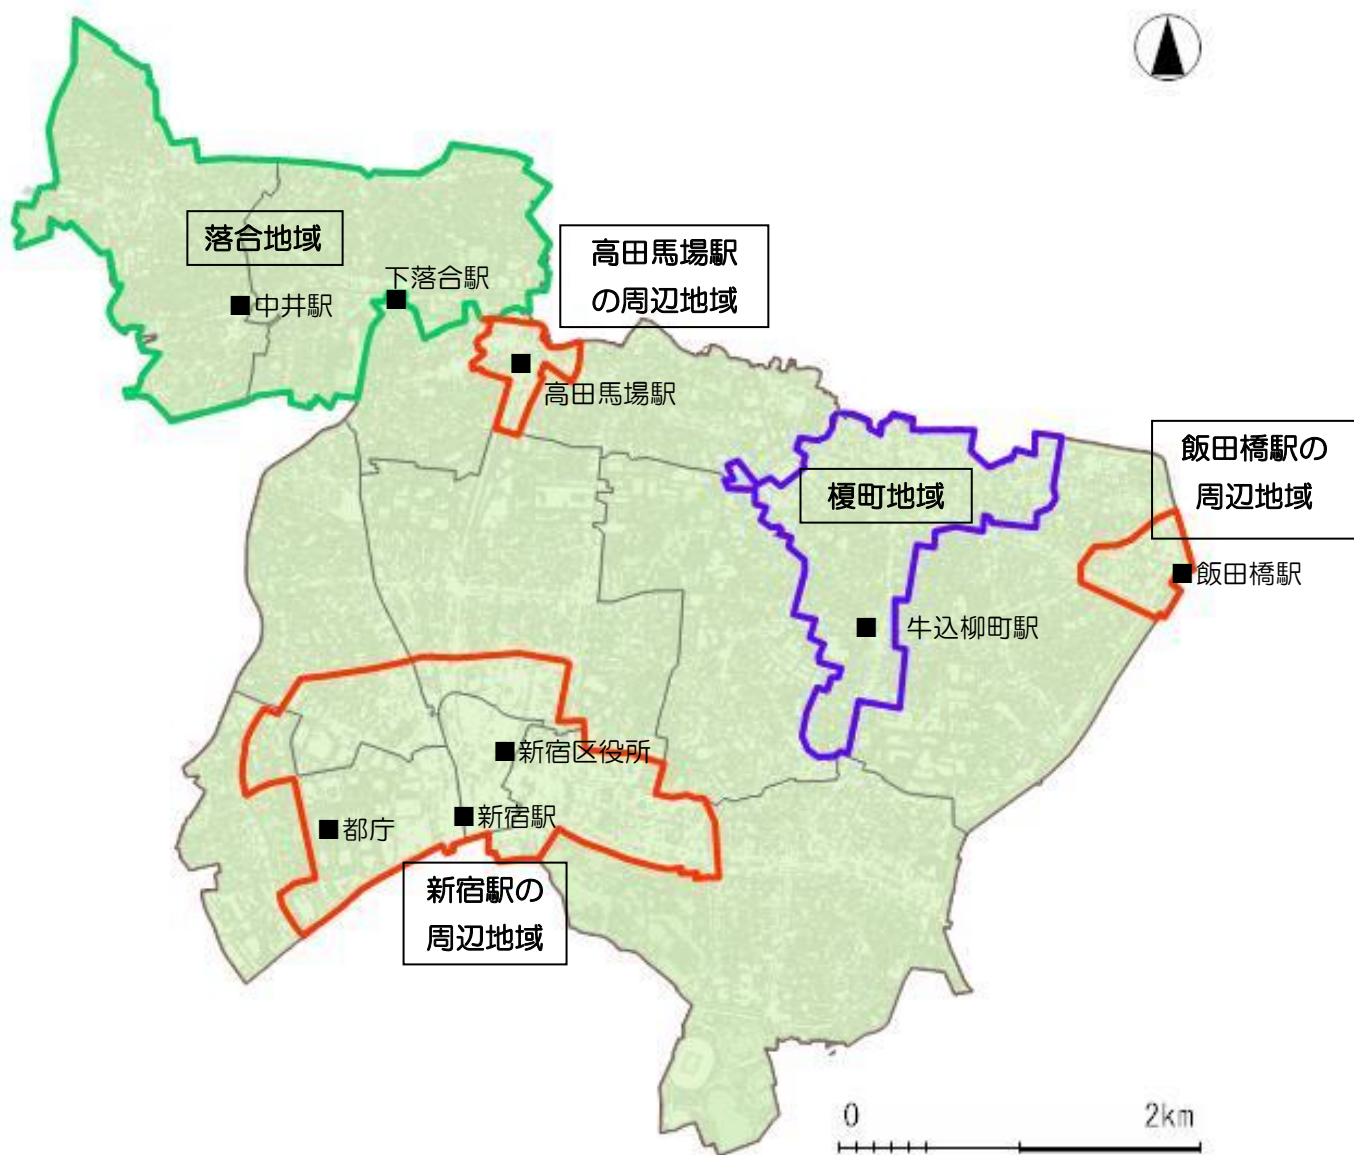 落合地域
高田馬場駅
の周辺地域
下落合駅
中井駅
高田馬場駅
飯田橋駅の
周辺地域
榎町地域
飯田橋駅
牛込柳町駅
新宿区役所
新宿駅
都庁
新宿駅の
周辺地域
0 2km